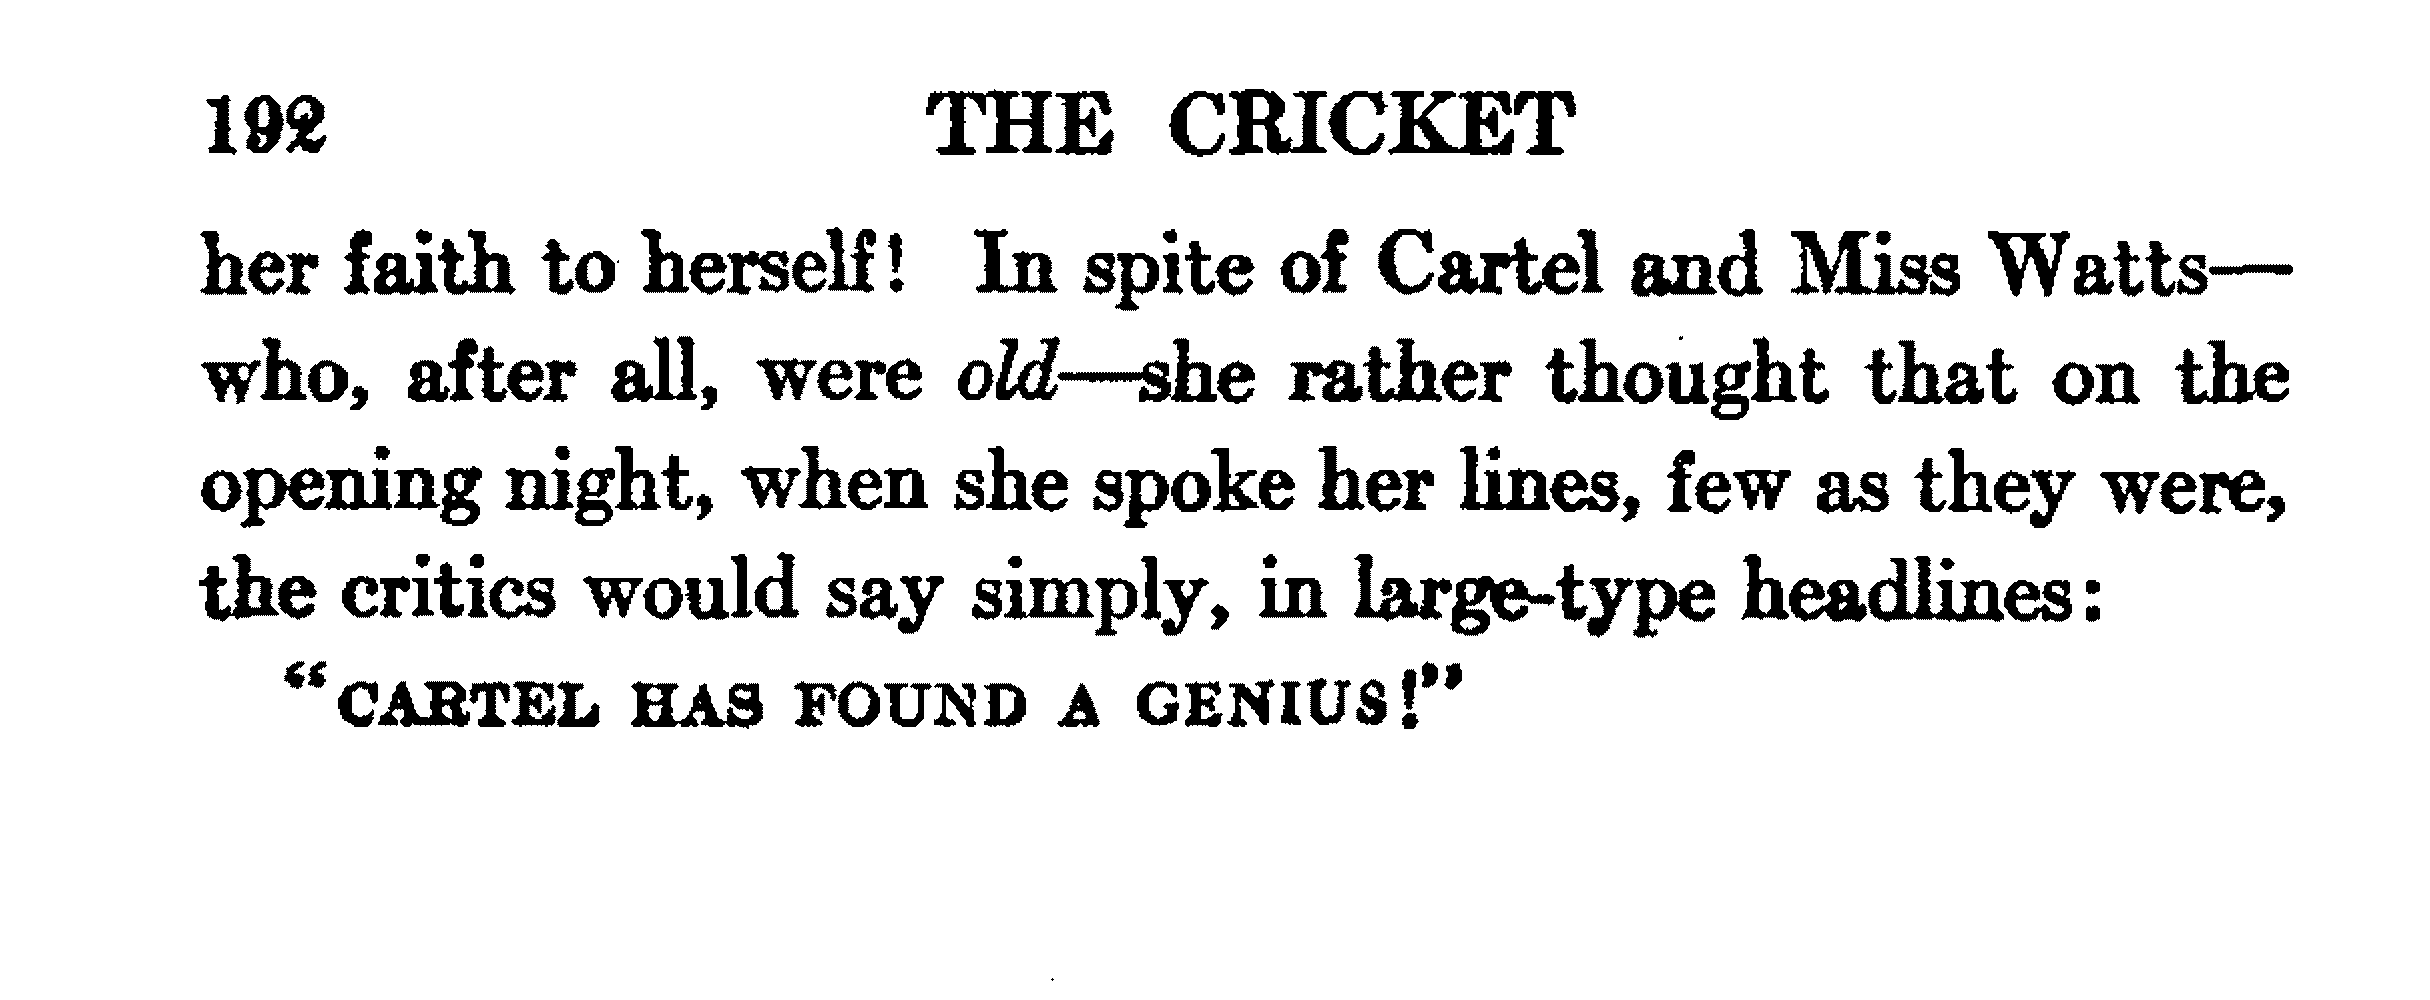 192 THE CRICKET
her faith to herself! In spite of Cartel and Miss Watts—
who, after all, were old—she rather thought that on the
opening night, when she spoke her lines, few as they were,
the critics would say simply, in large-type headlines:
“CARTEL HAS FOUND A GENIUS!”